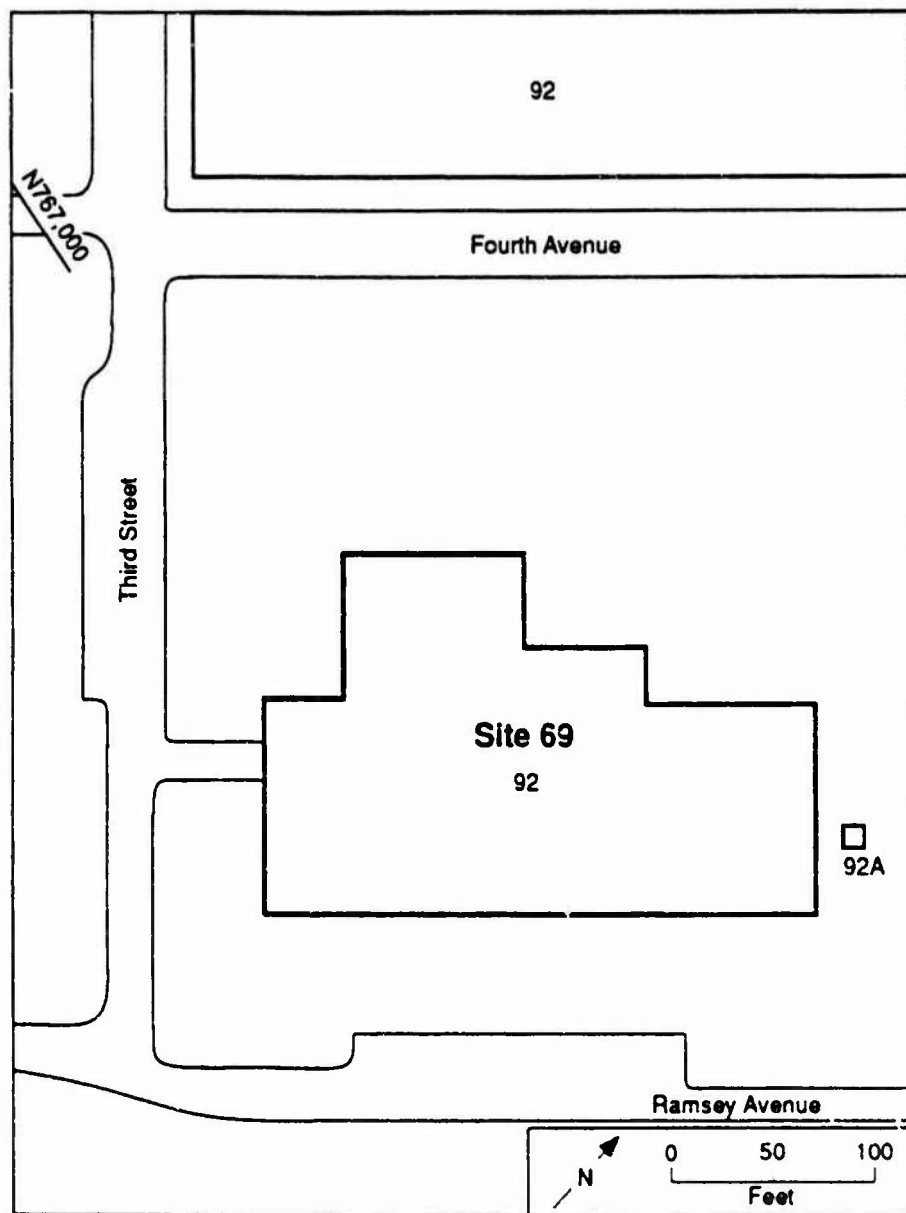 92
N767,000
Fourth Avenue
Third Street
Site 69
92
92A
Ramsey Avenue
N
0 50 100
Feet